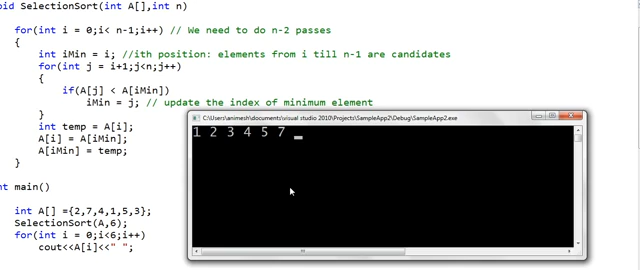 oid SelectionSort(int A[],int n)
for(int i = 0;i< n-1;i++) // We need to do n-2 passes
{
int iMin = i; //ith position: elements from i till n-1 are candidates
for(int j = i+1;j<n;j++)
{
if(A[j] < A[iMin])
iMin = j; // update the index of minimum element
}
int temp = A[i];
A[i] = A[iMin];
A[iMin] = temp;
}
nt main()
int A[] ={2,7,4,1,5,3};
SelectionSort(A,6);
for(int i = 0;i<6;i++)
cout<<A[i]<<" ";
C:\Users\animesh\documents\visual studio 2010\Projects\SampleApp2\Debug\SampleApp2.exe
1 2 3 4 5 7